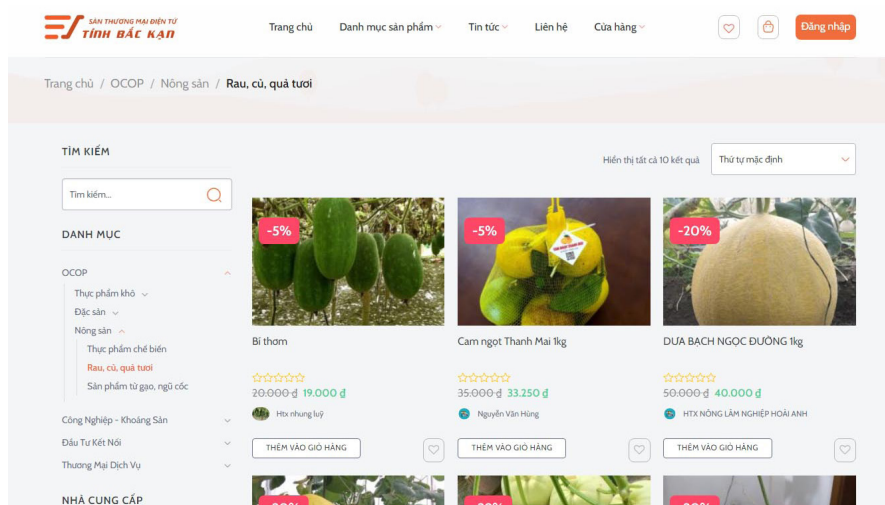 SÀN THƯƠNG MẠI ĐIỆN TỬ
TỈNH BẮC KẠN
Trang chủ
Danh mục sản phẩm
Tin tức
Liên hệ
Cửa hàng
Đăng nhập
Trang chủ / OCOP / Nông sản / Rau, củ, quả tươi
TÌM KIẾM
Tìm kiếm...
DANH MỤC
OCOP
Thực phẩm khô
Đặc sản
Nông sản
Thực phẩm chế biến
Rau, củ, quả tươi
Sản phẩm từ gạo, ngũ cốc
Công Nghiệp - Khoáng Sản
Đầu Tư Kết Nối
Thương Mại Dịch Vụ
NHÀ CUNG CẤP
Hiển thị tất cả 10 kết quả
Thứ tự mặc định
-5%
Bí thơm
20.000 ₫ 19.000 ₫
Htx nhung luỹ
THÊM VÀO GIỎ HÀNG
-5%
Cam ngọt Thanh Mai 1kg
35.000 ₫ 33.250 ₫
Nguyễn Văn Hùng
THÊM VÀO GIỎ HÀNG
-20%
DƯA BẠCH NGỌC ĐƯỜNG 1kg
50.000 ₫ 40.000 ₫
HTX NÔNG LÂM NGHIỆP HOÀI ANH
THÊM VÀO GIỎ HÀNG
-20%
-20%
-20%